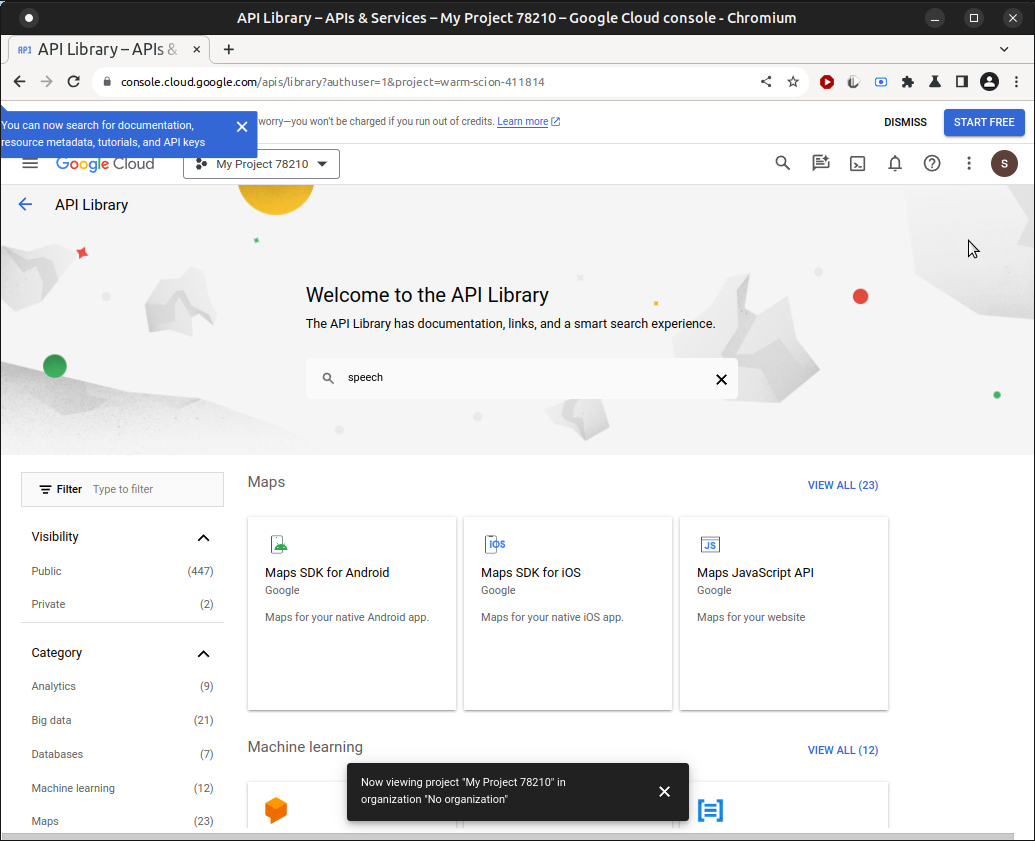 API Library – APIs & Services – My Project 78210 – Google Cloud console - Chromium
API API Library – APIs &
console.cloud.google.com/apis/library?authuser=1&project=warm-scion-411814
You can now search for documentation,
resource metadata, tutorials, and API keys
worry—you won't be charged if you run out of credits. Learn more
DISMISS
START FREE
Google Cloud
My Project 78210
S
API Library
Welcome to the API Library
The API Library has documentation, links, and a smart search experience.
speech
Filter Type to filter
Visibility
Public (447)
Private (2)
Category
Analytics (9)
Big data (21)
Databases (7)
Machine learning (12)
Maps (23)
Maps
VIEW ALL (23)
Maps SDK for Android
Google
Maps for your native Android app.
iOS
Maps SDK for iOS
Google
Maps for your native iOS app.
JS
Maps JavaScript API
Google
Maps for your website
Machine learning
VIEW ALL (12)
Now viewing project "My Project 78210" in
organization "No organization"